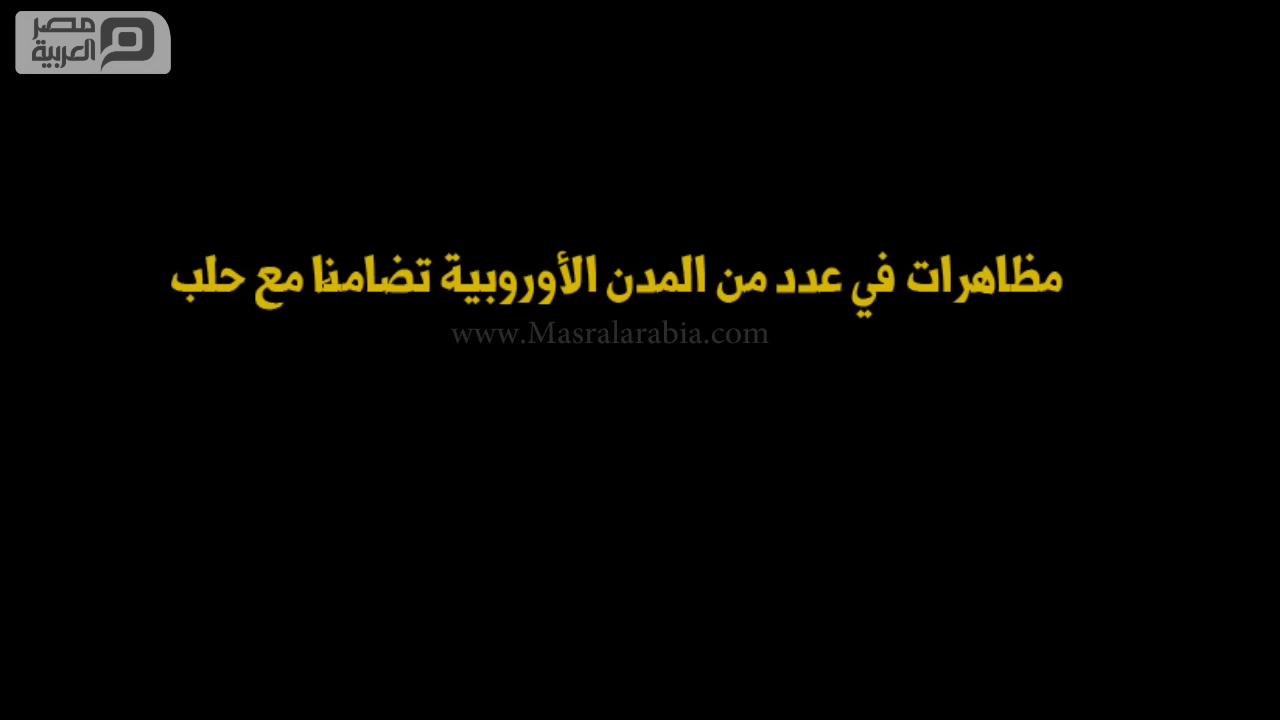 مصر
العربية
مظاهرات في عدد من المدن الأوروبية تضامنا مع حلب
www.Masralarabia.com